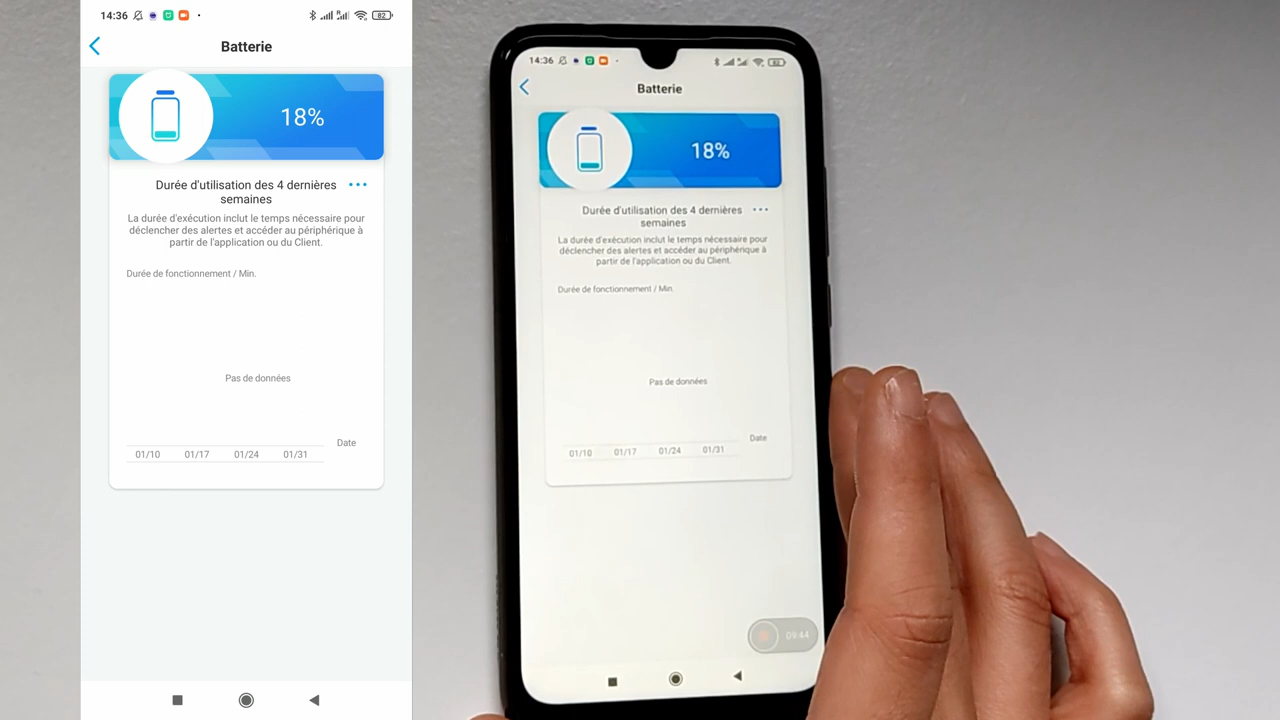 14:36
82
Batterie
18%
Durée d'utilisation des 4 dernières
semaines
La durée d'exécution inclut le temps nécessaire pour
déclencher des alertes et accéder au périphérique à
partir de l'application ou du Client.
Durée de fonctionnement / Min.
Pas de données
Date
01/10 01/17 01/24 01/31
14:36
82
Batterie
18%
Durée d'utilisation des 4 dernières
semaines
La durée d'exécution inclut le temps nécessaire pour
déclencher des alertes et accéder au périphérique à
partir de l'application ou du Client.
Durée de fonctionnement / Min.
Pas de données
Date
01/10 01/17 01/24 01/31
09:44